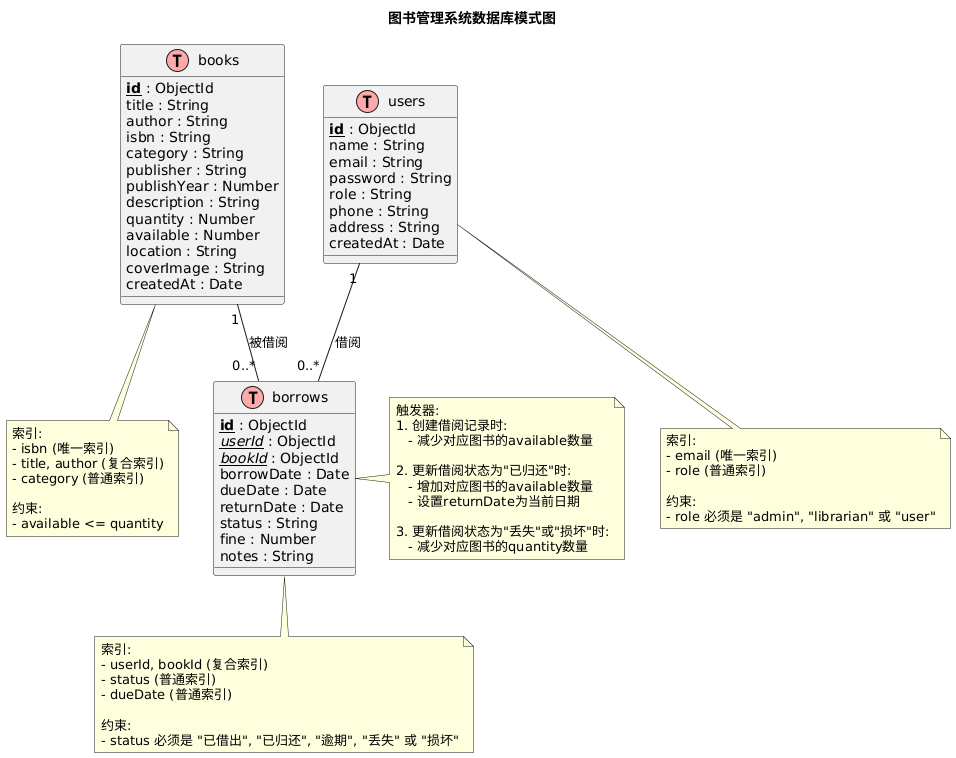 图书管理系统数据库模式图
T books
id : ObjectId
title : String
author : String
isbn : String
category : String
publisher : String
publishYear : Number
description : String
quantity : Number
available : Number
location : String
coverImage : String
createdAt : Date
T users
id : ObjectId
name : String
email : String
password : String
role : String
phone : String
address : String
createdAt : Date
1
被借阅
0..*
1
借阅
0..*
T borrows
id : ObjectId
userId : ObjectId
bookId : ObjectId
borrowDate : Date
dueDate : Date
returnDate : Date
status : String
fine : Number
notes : String
索引:
- isbn (唯一索引)
- title, author (复合索引)
- category (普通索引)
约束:
- available <= quantity
触发器:
1. 创建借阅记录时:
- 减少对应图书的available数量
2. 更新借阅状态为"已归还"时:
- 增加对应图书的available数量
- 设置returnDate为当前日期
3. 更新借阅状态为"丢失"或"损坏"时:
- 减少对应图书的quantity数量
索引:
- email (唯一索引)
- role (普通索引)
约束:
- role 必须是 "admin", "librarian" 或 "user"
索引:
- userId, bookId (复合索引)
- status (普通索引)
- dueDate (普通索引)
约束:
- status 必须是 "已借出", "已归还", "逾期", "丢失" 或 "损坏"